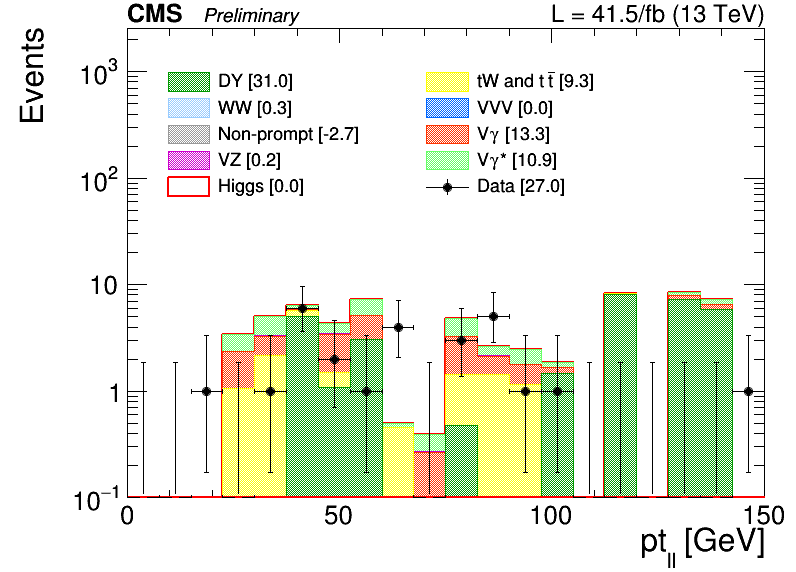 CMS Preliminary L = 41.5/fb (13 TeV)
Events
10³
10²
10
1
10⁻¹
DY [31.0]
WW [0.3]
Non-prompt [-2.7]
VZ [0.2]
Higgs [0.0]
tW and tt̅ [9.3]
VVV [0.0]
Vγ [13.3]
Vγ* [10.9]
Data [27.0]
0 50 100 150
pt_ll [GeV]